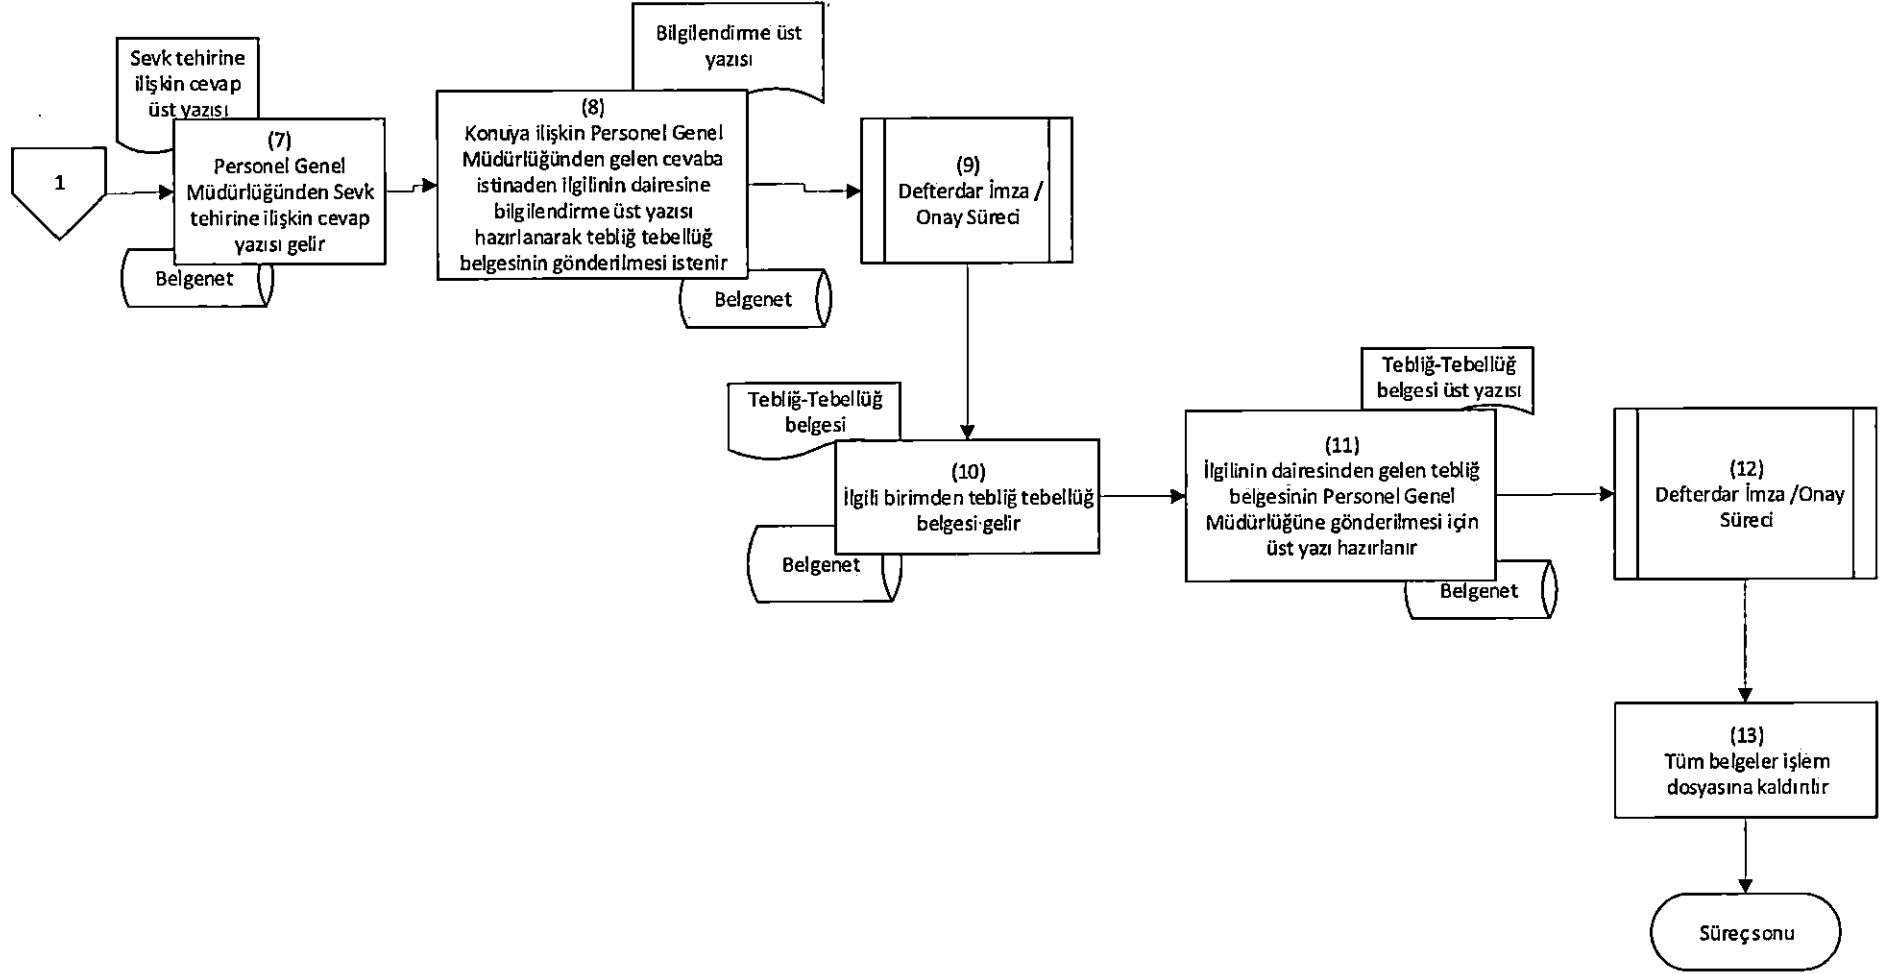 1
Sevk tehirine
ilişkin cevap
üst yazısı
(7)
Personel Genel
Müdürlüğünden Sevk
tehirine ilişkin cevap
yazısı gelir
Belgenet
Bilgilendirme üst
yazısı
(8)
Konuya ilişkin Personel Genel
Müdürlüğünden gelen cevaba
istinaden ilgilinin dairesine
bilgilendirme üst yazısı
hazırlanarak tebliğ tebellüğ
belgesinin gönderilmesi istenir
Belgenet
(9)
Defterdar İmza /
Onay Süreci
Tebliğ-Tebellüğ
belgesi
(10)
İlgili birimden tebliğ tebellüğ
belgesi gelir
Belgenet
Tebliğ-Tebellüğ
belgesi üst yazısı
(11)
İlgilinin dairesinden gelen tebliğ
belgesinin Personel Genel
Müdürlüğüne gönderilmesi için
üst yazı hazırlanır
Belgenet
(12)
Defterdar İmza /Onay
Süreci
(13)
Tüm belgeler işlem
dosyasına kaldırılır
Süreç sonu